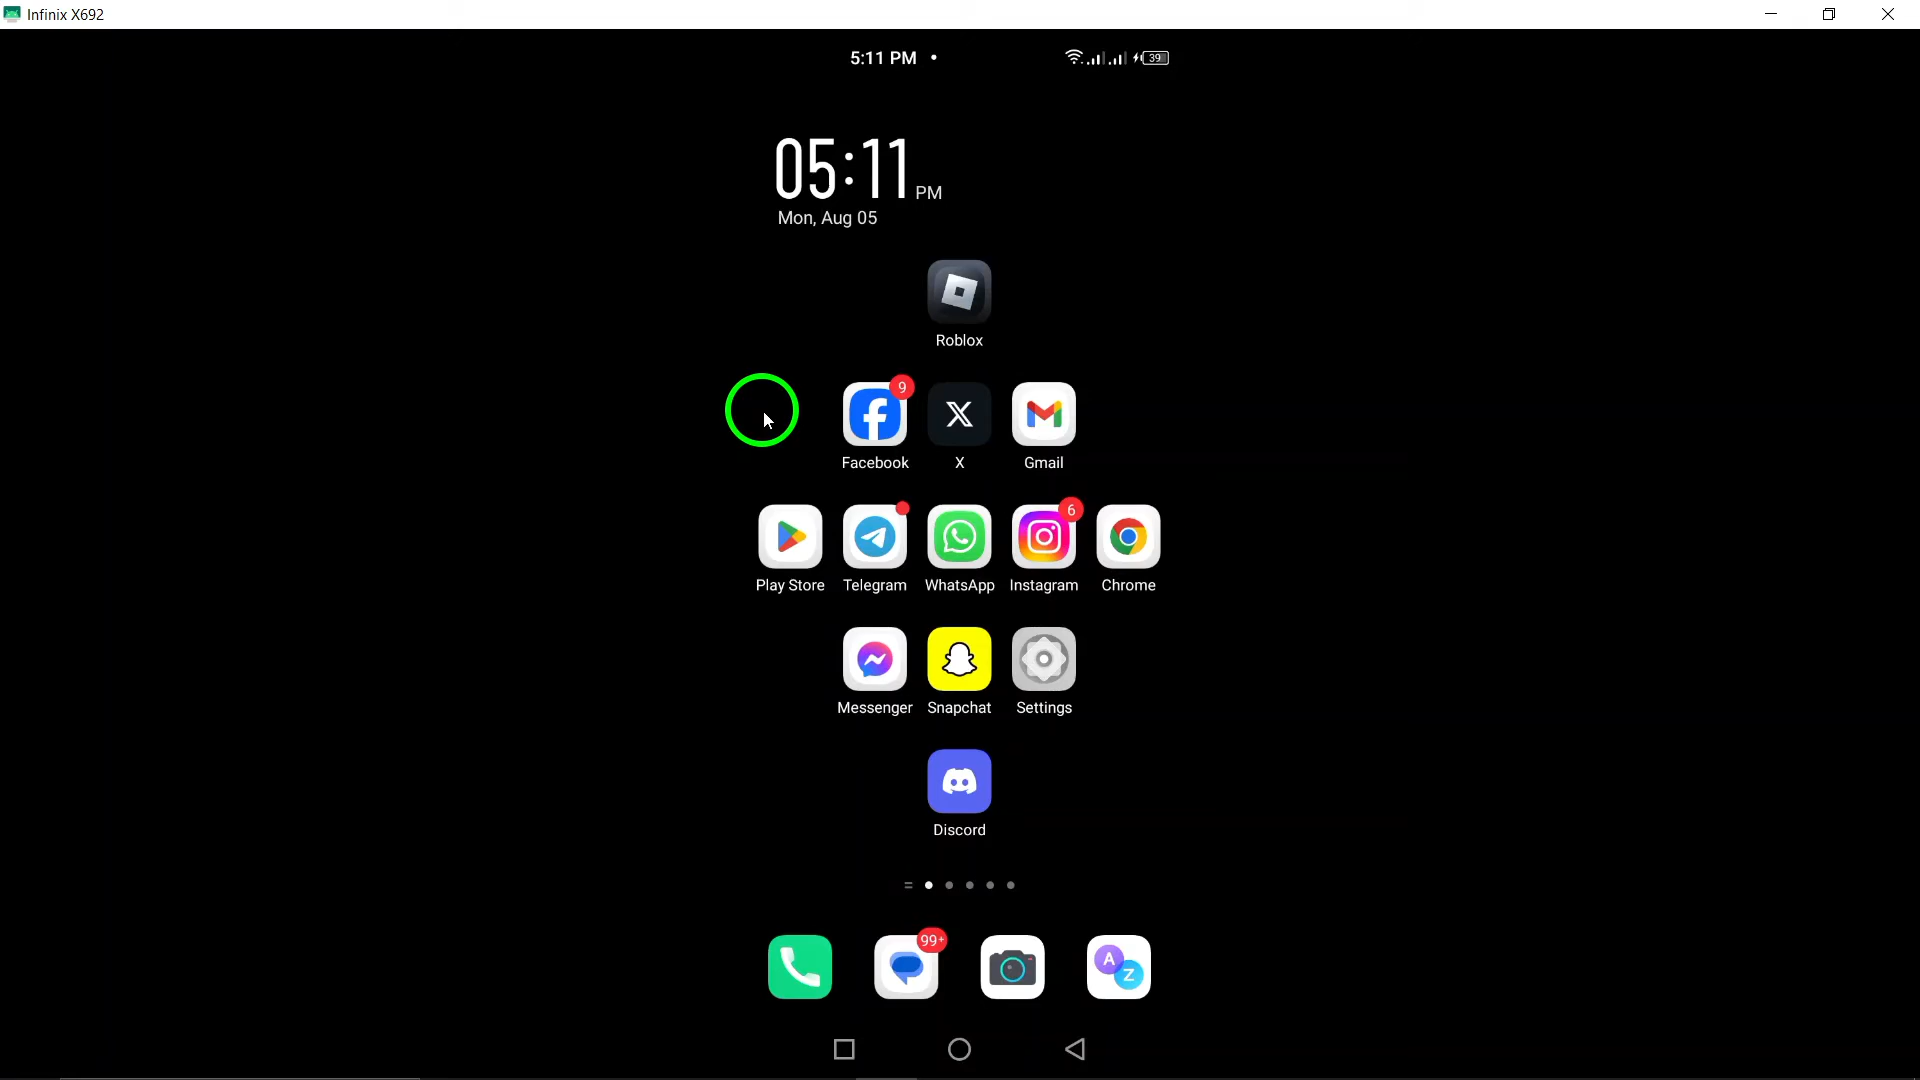 Infinix X692
5:11 PM
39
05:11 PM
Mon, Aug 05
Roblox
9
Facebook
X
Gmail
6
Play Store
Telegram
WhatsApp
Instagram
Chrome
Messenger
Snapchat
Settings
Discord
99+
A
Z